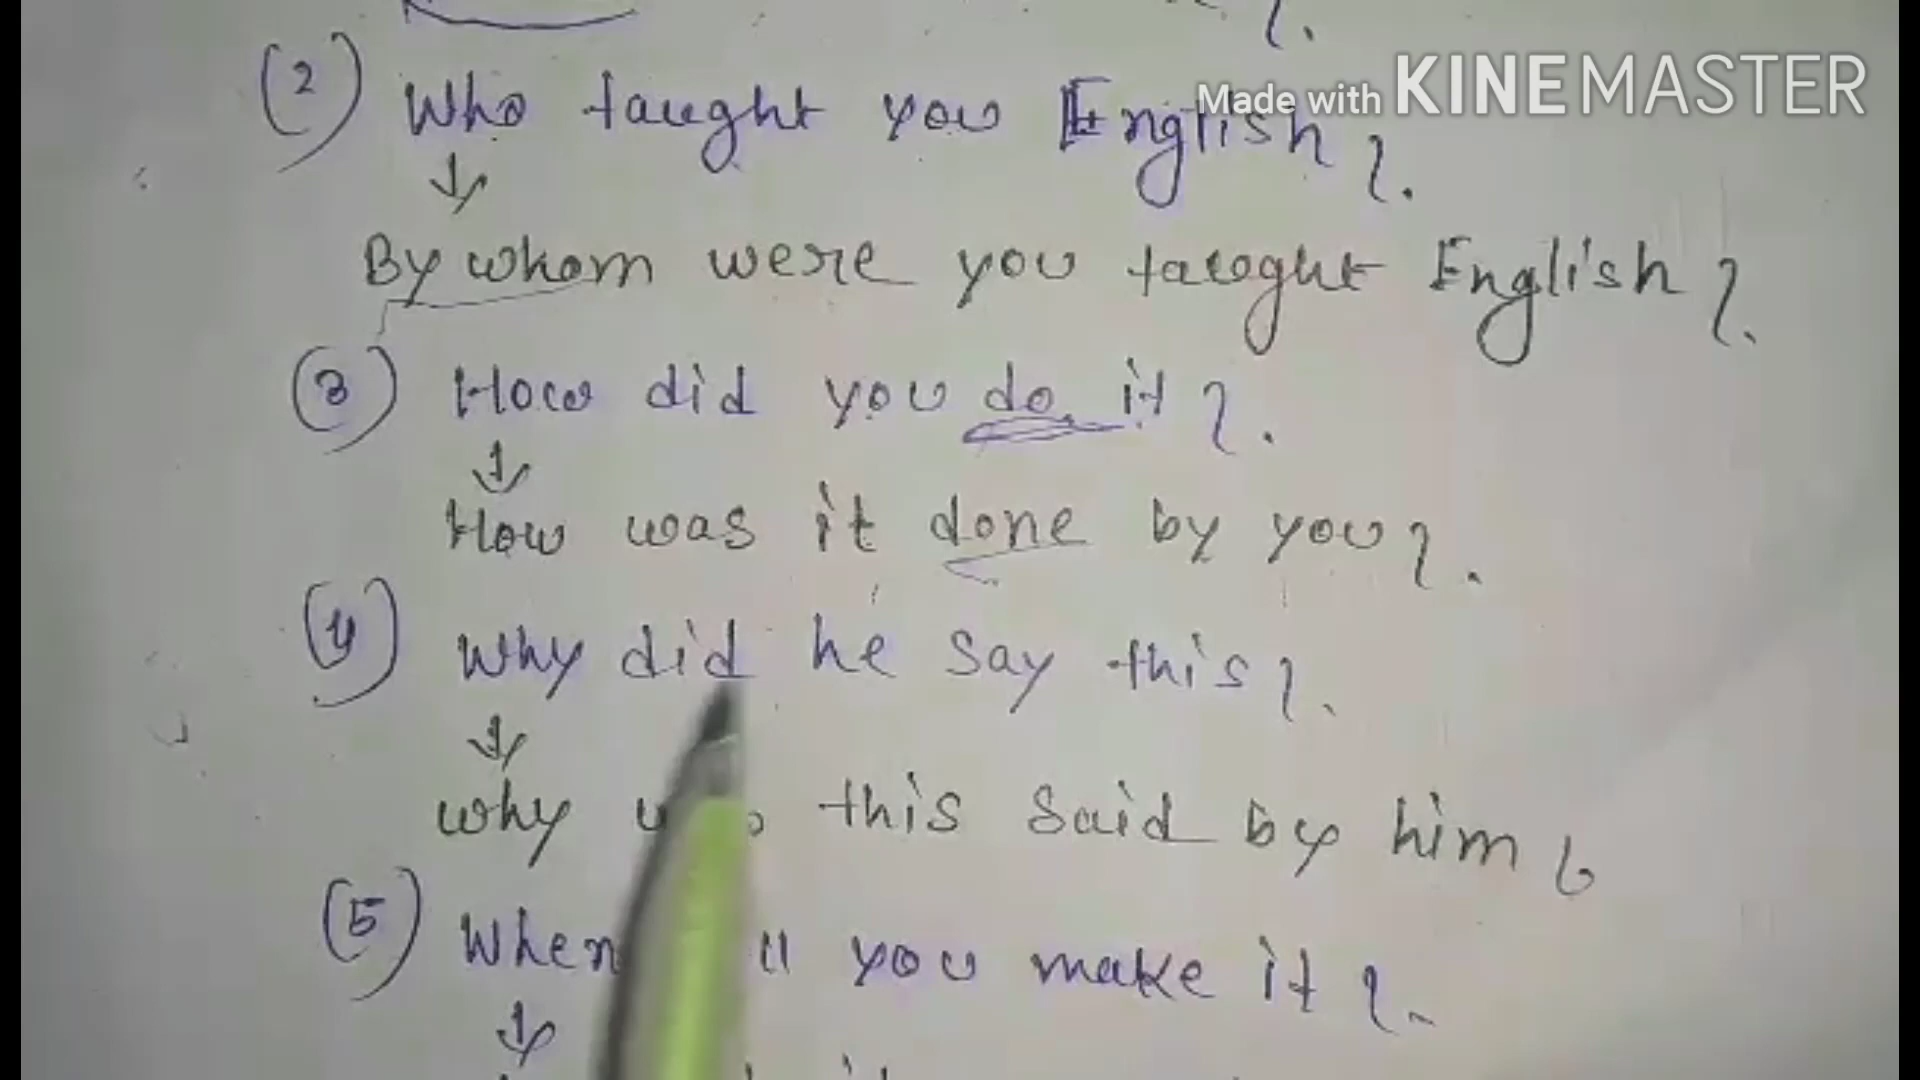 (2) Who taught you English?
Made with KINEMASTER
By whom were you taught English?
(3) How did you do it?
How was it done by you?
(4) Why did he say this?
why this said by him
(5) When you make it?